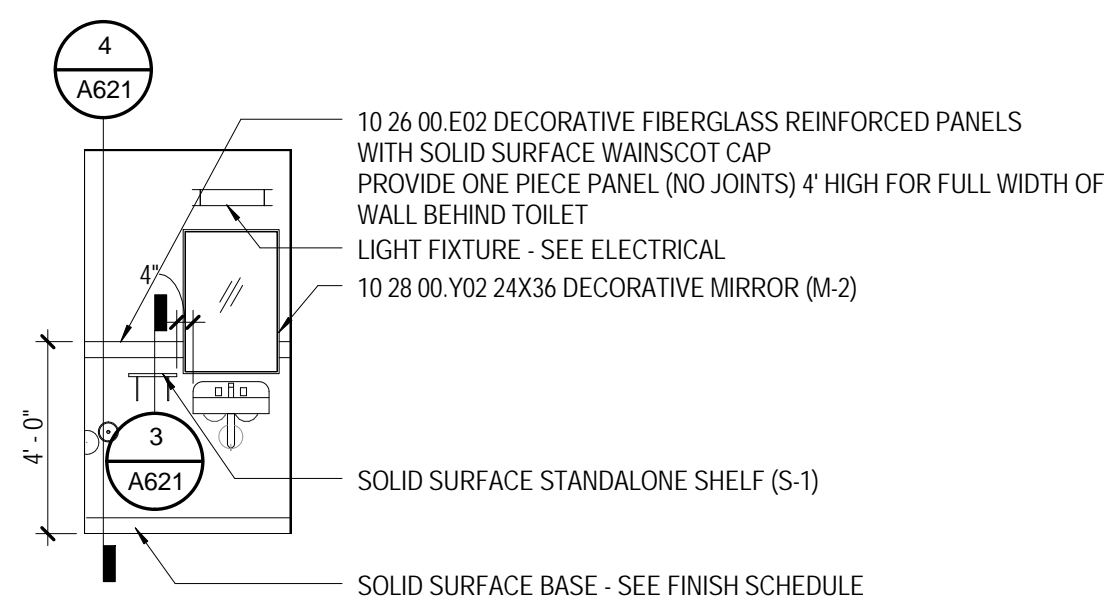 4
A621
10 26 00.E02 DECORATIVE FIBERGLASS REINFORCED PANELS
WITH SOLID SURFACE WAINSCOT CAP
PROVIDE ONE PIECE PANEL (NO JOINTS) 4' HIGH FOR FULL WIDTH OF
WALL BEHIND TOILET
LIGHT FIXTURE - SEE ELECTRICAL
4"
10 28 00.Y02 24X36 DECORATIVE MIRROR (M-2)
4' - 0"
3
A621
SOLID SURFACE STANDALONE SHELF (S-1)
SOLID SURFACE BASE - SEE FINISH SCHEDULE